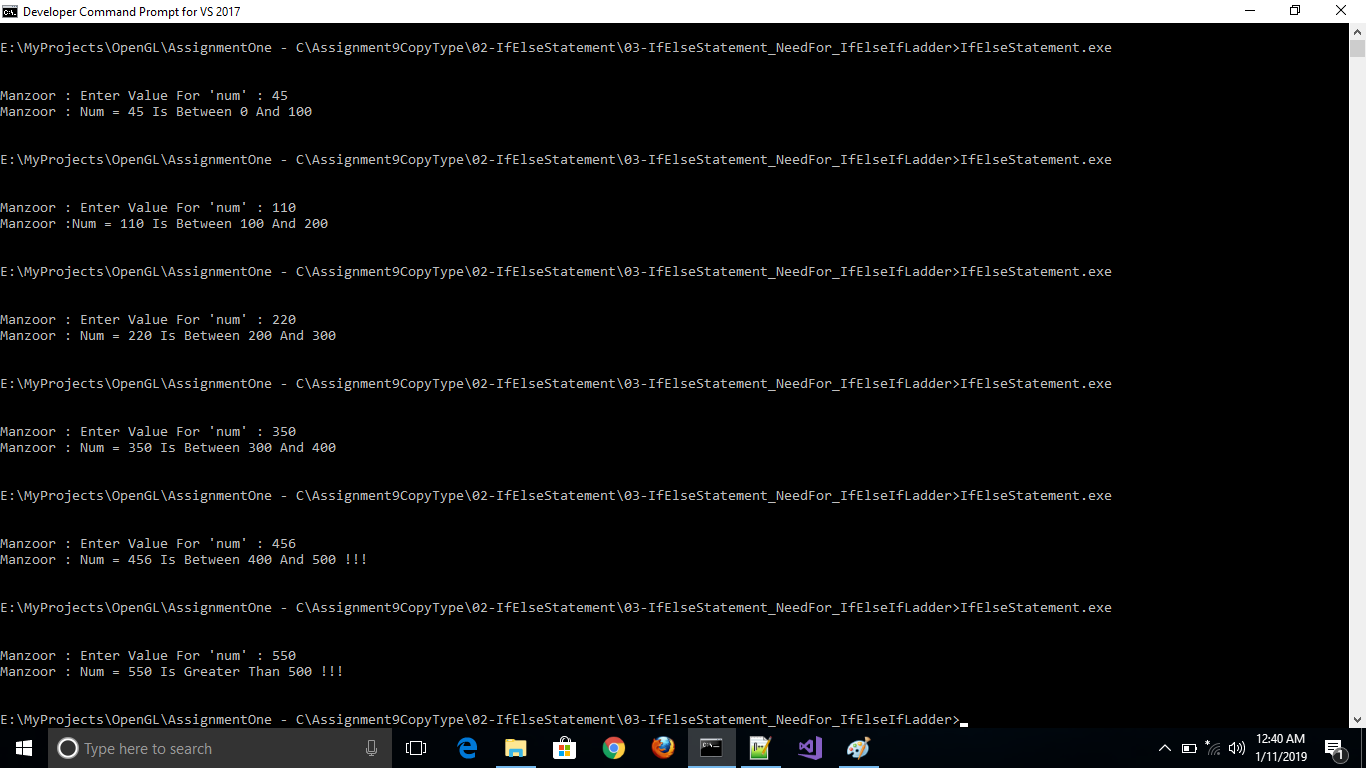 Developer Command Prompt for VS 2017
E:\MyProjects\OpenGL\AssignmentOne - C\Assignment9CopyType\02-IfElseStatement\03-IfElseStatement_NeedFor_IfElseIfLadder>IfElseStatement.exe
Manzoor : Enter Value For 'num' : 45
Manzoor : Num = 45 Is Between 0 And 100
E:\MyProjects\OpenGL\AssignmentOne - C\Assignment9CopyType\02-IfElseStatement\03-IfElseStatement_NeedFor_IfElseIfLadder>IfElseStatement.exe
Manzoor : Enter Value For 'num' : 110
Manzoor :Num = 110 Is Between 100 And 200
E:\MyProjects\OpenGL\AssignmentOne - C\Assignment9CopyType\02-IfElseStatement\03-IfElseStatement_NeedFor_IfElseIfLadder>IfElseStatement.exe
Manzoor : Enter Value For 'num' : 220
Manzoor : Num = 220 Is Between 200 And 300
E:\MyProjects\OpenGL\AssignmentOne - C\Assignment9CopyType\02-IfElseStatement\03-IfElseStatement_NeedFor_IfElseIfLadder>IfElseStatement.exe
Manzoor : Enter Value For 'num' : 350
Manzoor : Num = 350 Is Between 300 And 400
E:\MyProjects\OpenGL\AssignmentOne - C\Assignment9CopyType\02-IfElseStatement\03-IfElseStatement_NeedFor_IfElseIfLadder>IfElseStatement.exe
Manzoor : Enter Value For 'num' : 456
Manzoor : Num = 456 Is Between 400 And 500 !!!
E:\MyProjects\OpenGL\AssignmentOne - C\Assignment9CopyType\02-IfElseStatement\03-IfElseStatement_NeedFor_IfElseIfLadder>IfElseStatement.exe
Manzoor : Enter Value For 'num' : 550
Manzoor : Num = 550 Is Greater Than 500 !!!
E:\MyProjects\OpenGL\AssignmentOne - C\Assignment9CopyType\02-IfElseStatement\03-IfElseStatement_NeedFor_IfElseIfLadder>
Type here to search
12:40 AM
1/11/2019
1